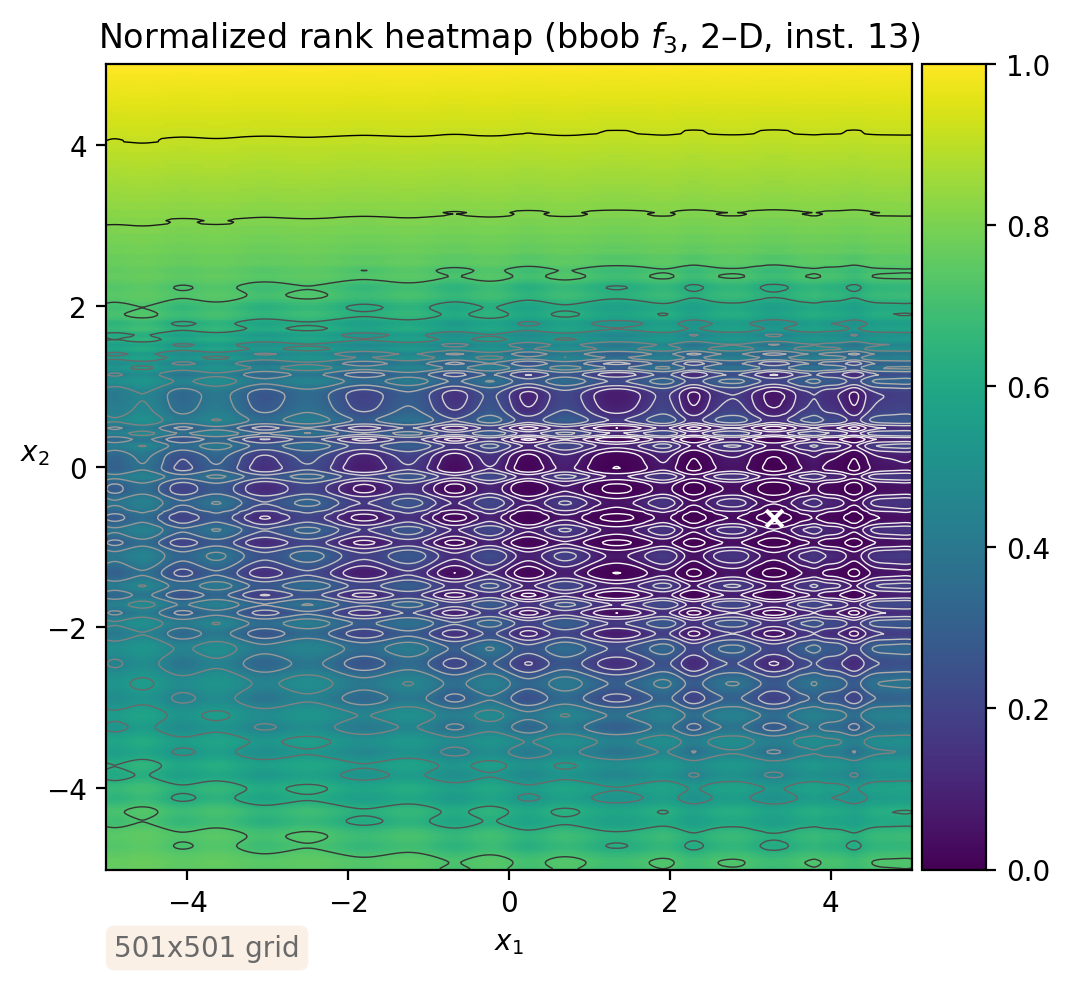 Normalized rank heatmap (bbob f₃, 2–D, inst. 13)
1.0
0.8
0.6
0.4
0.2
0.0
4
2
0
−2
−4
x₂
−4 −2 0 2 4
x₁
501x501 grid